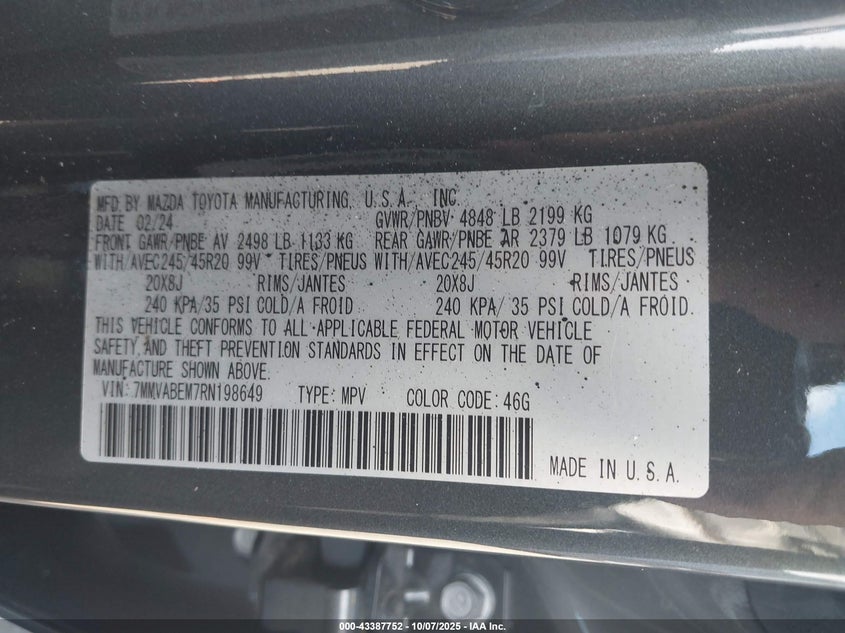 MFD. BY MAZDA TOYOTA MANUFACTURING, U.S.A. INC.
DATE 02/24 GVWR/PNBV 4848 LB 2199 KG
FRONT GAWR/PNBE AV 2498 LB 1133 KG REAR GAWR/PNBE AR 2379 LB 1079 KG
WITH/AVEC245/45R20 99V TIRES/PNEUS WITH/AVEC245/45R20 99V TIRES/PNEUS
20X8J RIMS/JANTES 20X8J RIMS/JANTES
240 KPA/35 PSI COLD/A FROID 240 KPA/ 35 PSI COLD/A FROID.
THIS VEHICLE CONFORMS TO ALL APPLICABLE FEDERAL MOTOR VEHICLE
SAFETY AND THEFT PREVENTION STANDARDS IN EFFECT ON THE DATE OF
MANUFACTURE SHOWN ABOVE.
VIN: 7MMVABEM7RN198649 TYPE: MPV COLOR CODE: 46G
MADE IN U.S.A.
000-43387752 - 10/07/2025 - IAA Inc.